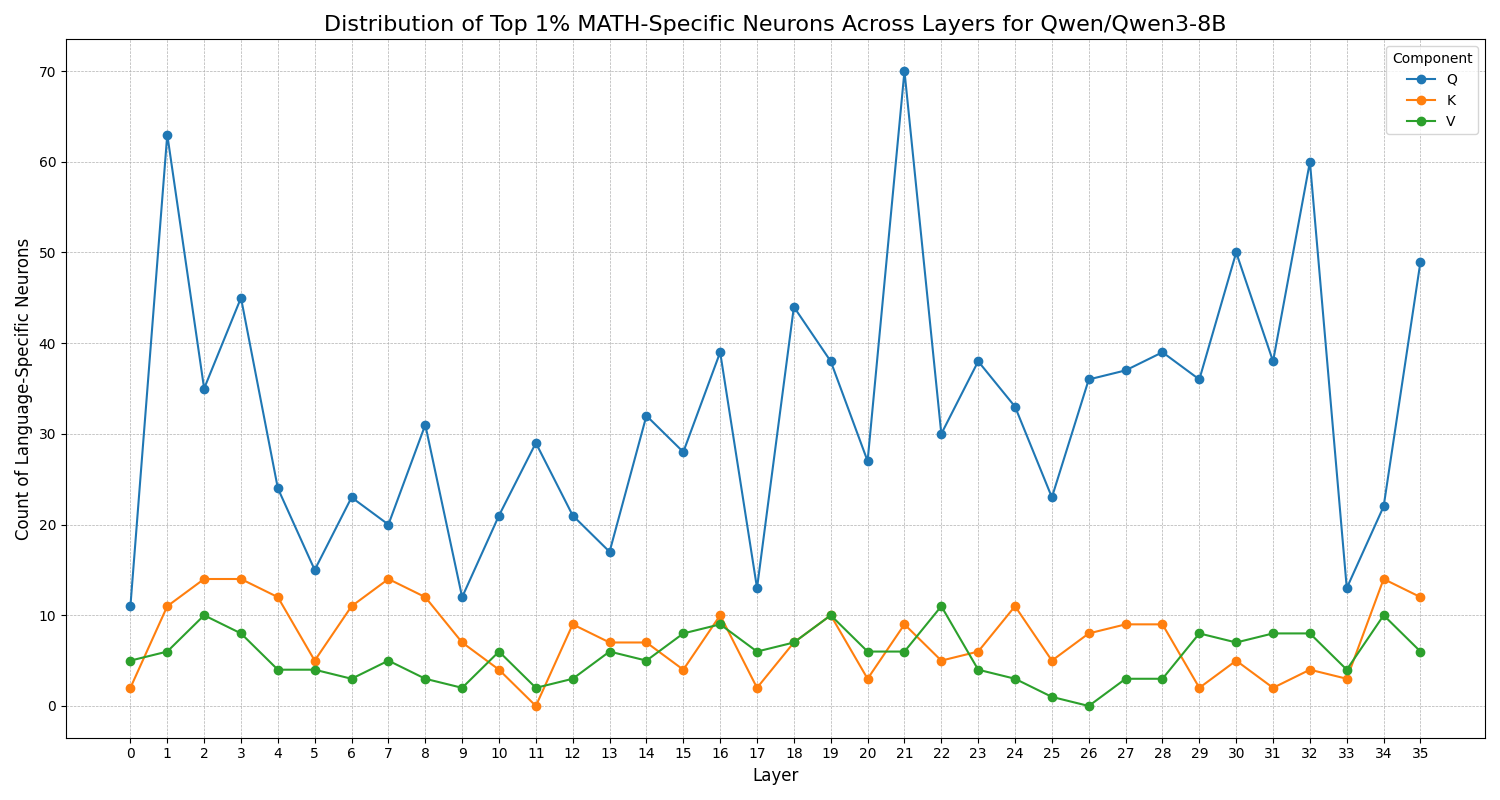 Distribution of Top 1% MATH-Specific Neurons Across Layers for Qwen/Qwen3-8B
Component
Q
K
V
Count of Language-Specific Neurons
70
60
50
40
30
20
10
0
0 1 2 3 4 5 6 7 8 9 10 11 12 13 14 15 16 17 18 19 20 21 22 23 24 25 26 27 28 29 30 31 32 33 34 35
Layer